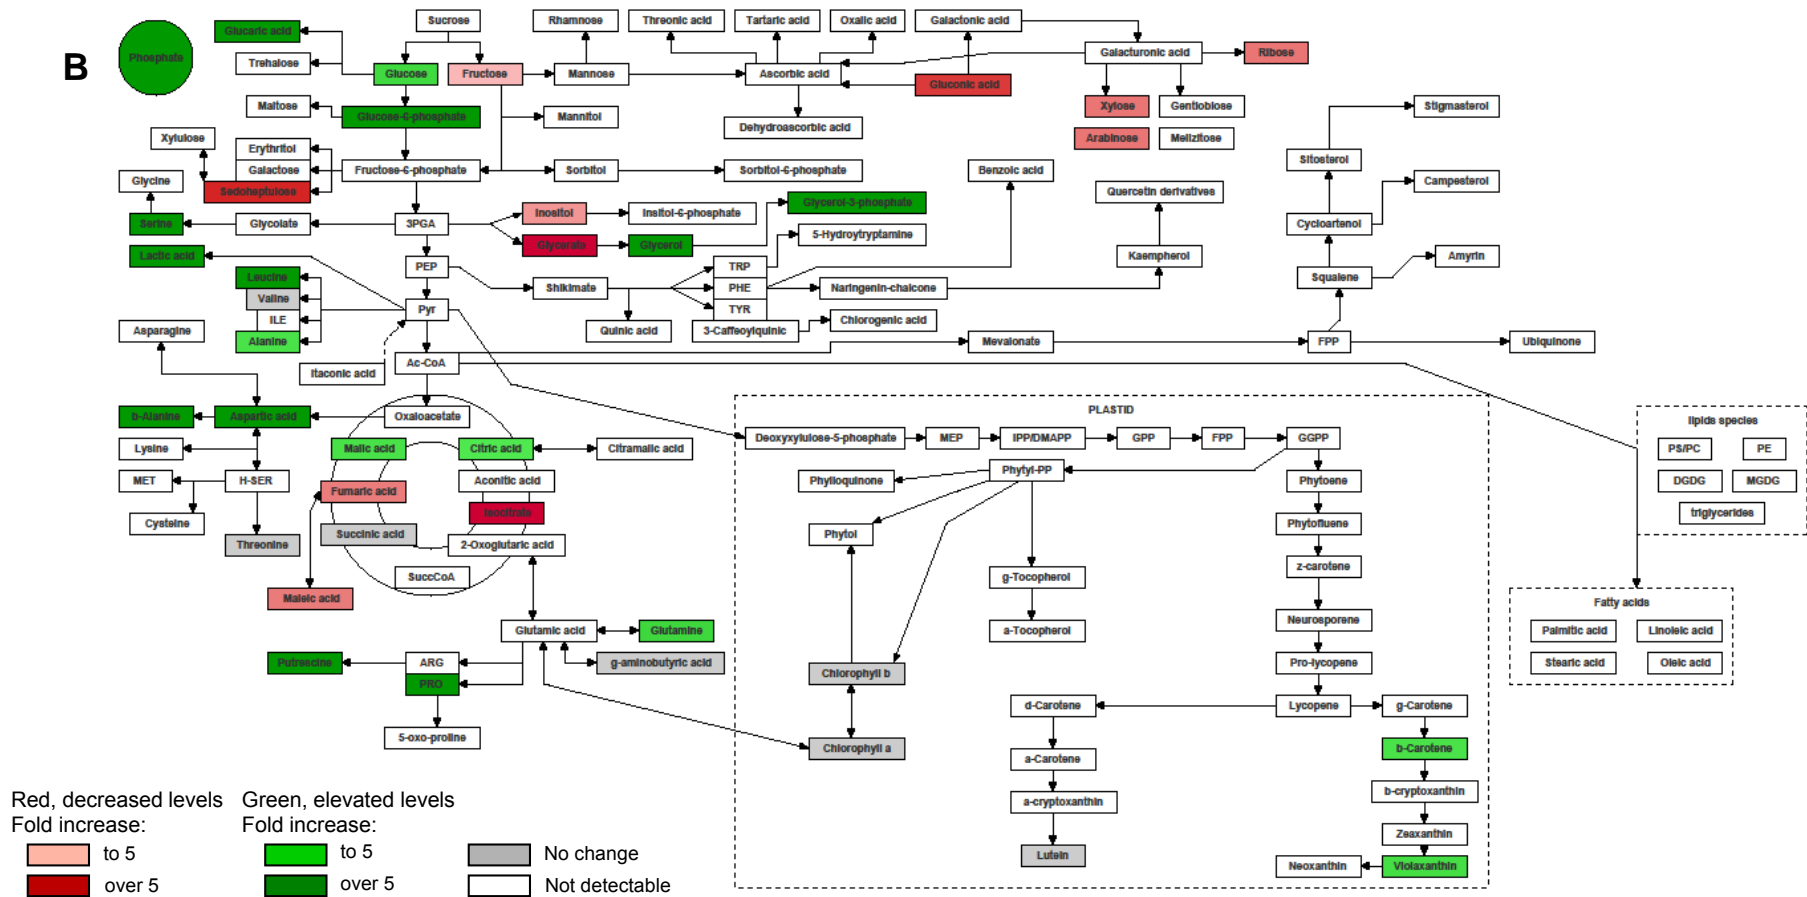 B
Phosphate
Glucaric acid
Sucrose
Rhamnose
Threonic acid
Tartaric acid
Oxalic acid
Galactonic acid
Trehalose
Glucose
Fructose
Mannose
Ascorbic acid
Gluconic acid
Galacturonic acid
Ribose
Maltose
Glucose-6-phosphate
Mannitol
Dehydroascorbic acid
Xylose
Gentiobiose
Arabinose
Melizitose
Stigmasterol
Xylulose
Erythritol
Galactose
Sedoheptulose
Fructose-6-phosphate
Sorbitol
Sorbitol-6-phosphate
Benzoic acid
Sitosterol
Glycine
Quercetin derivatives
Campesterol
Serine
Glycolate
3PGA
Inositol
Insitol-6-phosphate
Glycerol-3-phosphate
Cycloartenol
Lactic acid
Glycerate
Glycerol
5-Hydroytryptamine
Kaempherol
Amyrin
Leucine
Valine
ILE
Alanine
PEP
Shikimate
TRP
PHE
TYR
Naringenin-chalcone
Squalene
Pyr
Quinic acid
3-Caffeoylquinic
Chlorogenic acid
Asparagine
Itaconic acid
Ac-CoA
Mevalonate
FPP
Ubiquinone
b-Alanine
Aspartic acid
Oxaloacetate
PLASTID
lipids species
Lysine
Malic acid
Citric acid
Citramalic acid
Deoxyxylulose-5-phosphate
MEP
IPP/DMAPP
GPP
FPP
GGPP
PS/PC
PE
MET
H-SER
Aconitic acid
Phylloquinone
Phytyl-PP
Phytoene
DGDG
MGDG
Fumaric acid
Isocitrate
triglycerides
Cysteine
Succinic acid
Phytol
Phytofluene
Threonine
2-Oxoglutaric acid
z-carotene
SuccCoA
g-Tocopherol
Maleic acid
Fatty acids
Glutamic acid
Glutamine
a-Tocopherol
Neurosporene
Palmitic acid
Linoleic acid
Putrescine
ARG
PRO
g-aminobutyric acid
Chlorophyll b
Pro-lycopene
Stearic acid
Oleic acid
5-oxo-proline
d-Carotene
Lycopene
g-Carotene
Chlorophyll a
a-Carotene
b-Carotene
a-cryptoxanthin
b-cryptoxanthin
Zeaxanthin
Lutein
Neoxanthin
Violaxanthin
Red, decreased levels
Fold increase:
to 5
over 5
Green, elevated levels
Fold increase:
to 5
over 5
No change
Not detectable